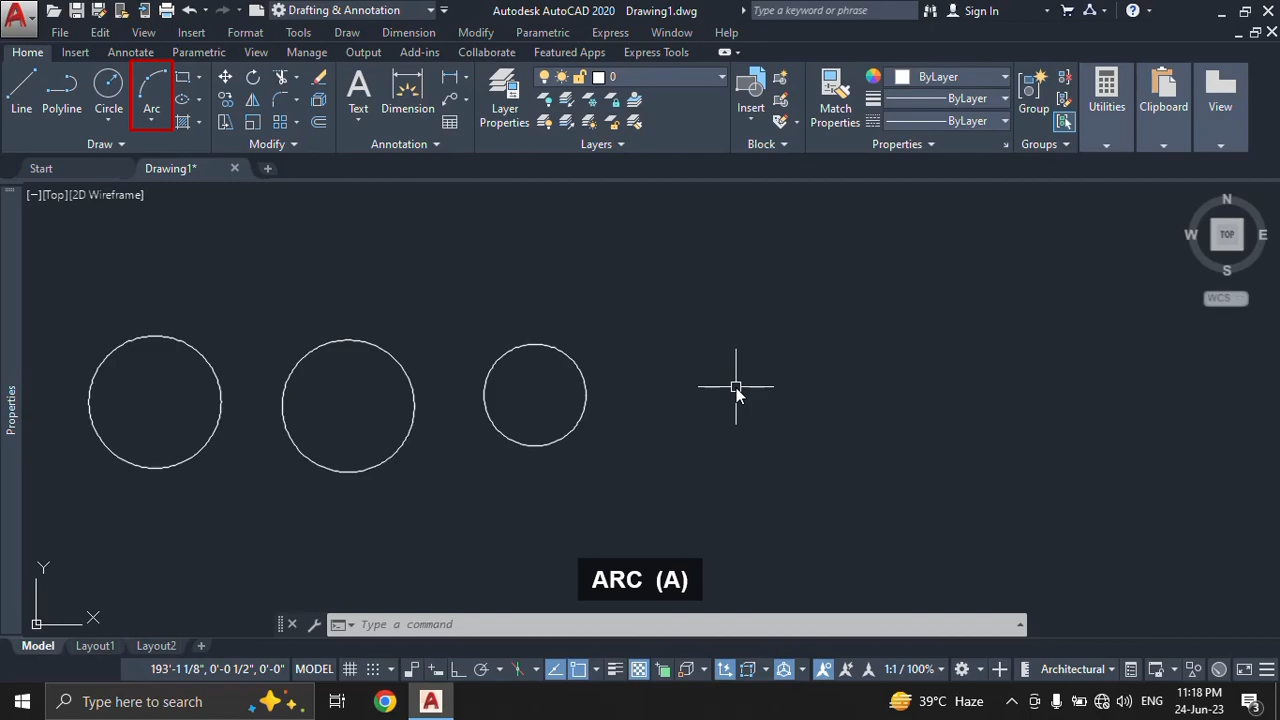 Drafting & Annotation
Autodesk AutoCAD 2020 Drawing1.dwg
Type a keyword or phrase
Sign In
File Edit View Insert Format Tools Draw Dimension Modify Parametric Express Window Help
Home Insert Annotate Parametric View Manage Output Add-ins Collaborate Featured Apps Express Tools
Line Polyline Circle Arc
Text Dimension
Layer Properties
0
Insert
Match Properties
ByLayer
ByLayer
ByLayer
Group
Utilities
Clipboard
View
Draw Modify Annotation Layers Block Properties Groups
Start Drawing1*
[−][Top][2D Wireframe]
N
W TOP E
S
WCS
Properties
Y
X
ARC (A)
Type a command
Model Layout1 Layout2
193'-1 1/8", 0'-0 1/2", 0'-0" MODEL 1:1 / 100% Architectural
Type here to search
39°C Haze
ENG
11:18 PM
24-Jun-23
3